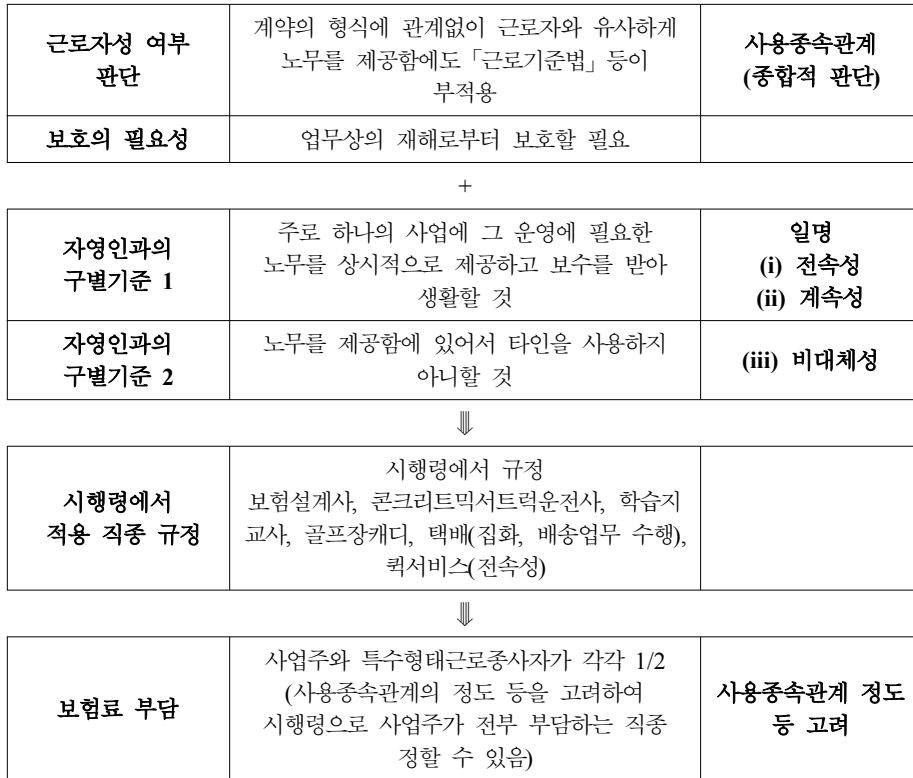 근로자성 여부
판단
계약의 형식에 관계없이 근로자와 유사하게
노무를 제공함에도「근로기준법」등이
부적용
사용종속관계
(종합적 판단)
보호의 필요성
업무상의 재해로부터 보호할 필요
+
자영인과의
구별기준 1
주로 하나의 사업에 그 운영에 필요한
노무를 상시적으로 제공하고 보수를 받아
생활할 것
일명
(i) 전속성
(ii) 계속성
자영인과의
구별기준 2
노무를 제공함에 있어서 타인을 사용하지
아니할 것
(iii) 비대체성
⇓
시행령에서
적용 직종 규정
시행령에서 규정
보험설계사, 콘크리트믹서트럭운전사, 학습지
교사, 골프장캐디, 택배(집화, 배송업무 수행),
퀵서비스(전속성)
⇓
보험료 부담
사업주와 특수형태근로종사자가 각각 1/2
(사용종속관계의 정도 등을 고려하여
시행령으로 사업주가 전부 부담하는 직종
정할 수 있음)
사용종속관계 정도
등 고려